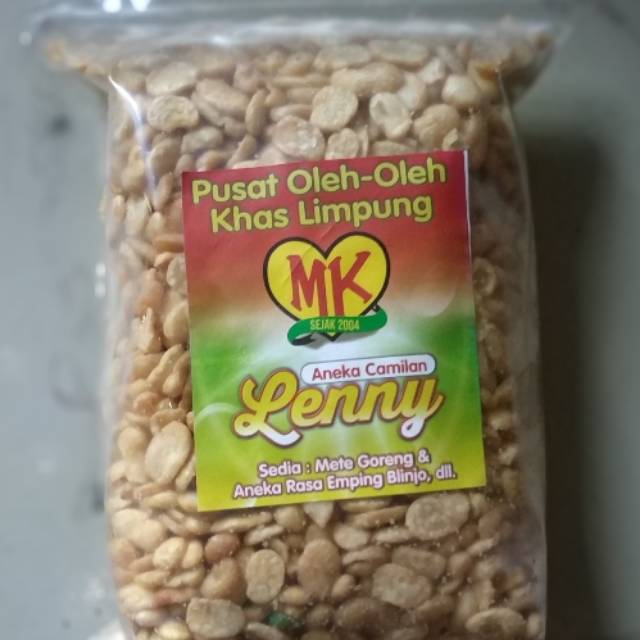 Pusat Oleh-Oleh
Khas Limpung
MK
SEJAK 2004
Aneka Camilan
Lenny
Sedia : Mete Goreng &
Aneka Rasa Emping Blinjo, dll.